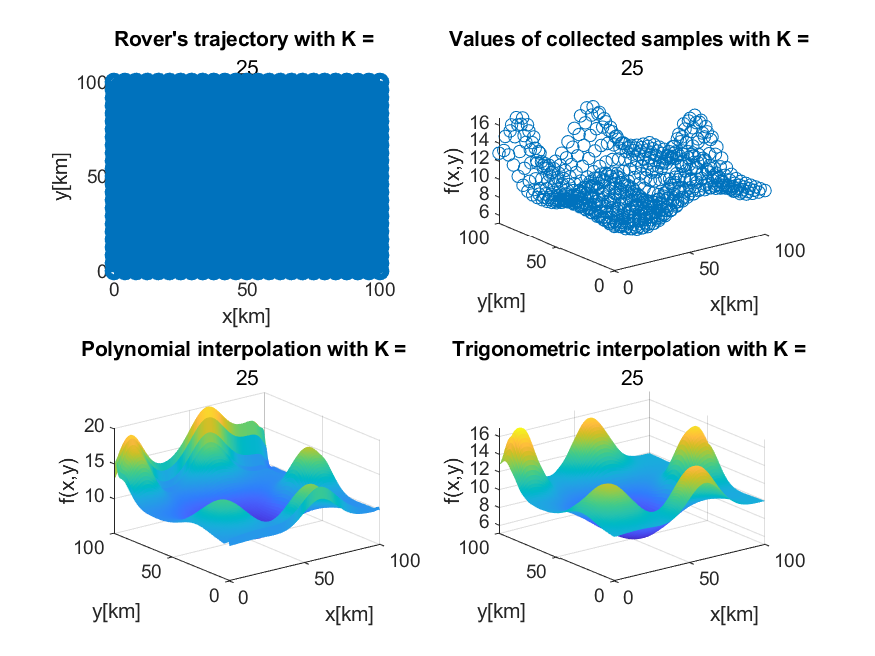 Rover's trajectory with K =
25
100
50
0
y[km]
0
50
100
x[km]
Values of collected samples with K =
25
16
14
12
10
8
6
f(x,y)
100
50
0
y[km]
0
50
100
x[km]
Polynomial interpolation with K =
25
20
15
10
f(x,y)
100
50
0
y[km]
0
50
100
x[km]
Trigonometric interpolation with K =
25
16
14
12
10
8
6
f(x,y)
100
50
0
y[km]
0
50
100
x[km]